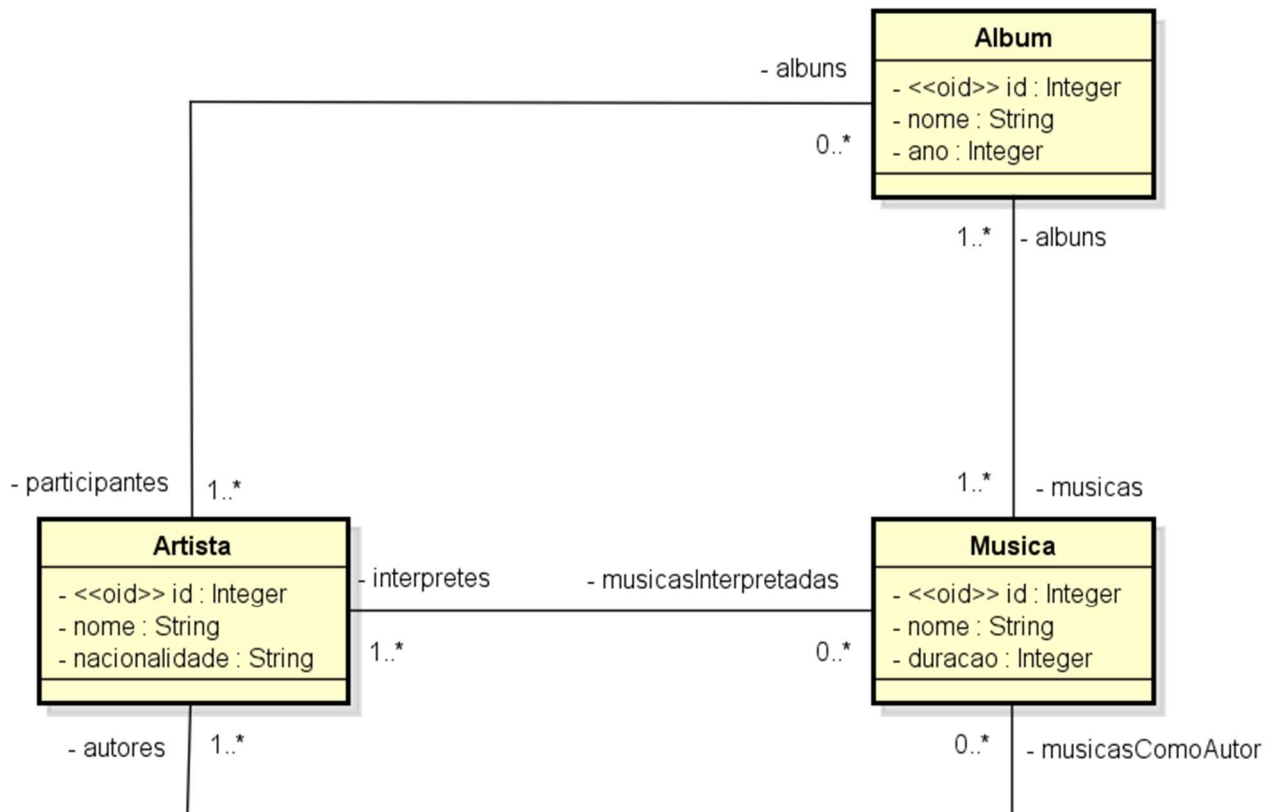 Album
- albuns
- <<oid>> id : Integer
- nome : String
0..*
- ano : Integer
1..*
- albuns
- participantes
1..*
1..*
- musicas
Artista
- <<oid>> id : Integer
- nome : String
- nacionalidade : String
- interpretes
- musicasInterpretadas
1..*
0..*
Musica
- <<oid>> id : Integer
- nome : String
- duracao : Integer
- autores
1..*
0..*
- musicasComoAutor